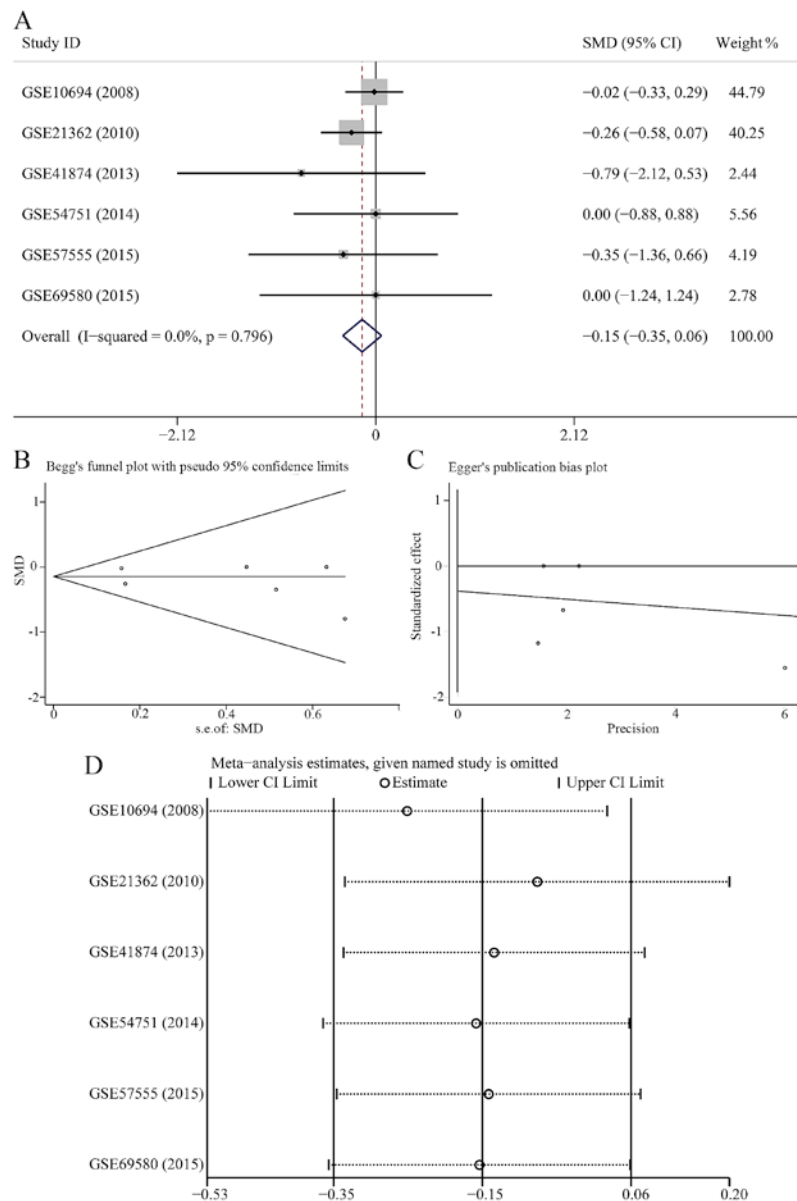 A
Study ID SMD (95% CI) Weight %
GSE10694 (2008) −0.02 (−0.33, 0.29) 44.79
GSE21362 (2010) −0.26 (−0.58, 0.07) 40.25
GSE41874 (2013) −0.79 (−2.12, 0.53) 2.44
GSE54751 (2014) 0.00 (−0.88, 0.88) 5.56
GSE57555 (2015) −0.35 (−1.36, 0.66) 4.19
GSE69580 (2015) 0.00 (−1.24, 1.24) 2.78
Overall (I−squared = 0.0%, p = 0.796) −0.15 (−0.35, 0.06) 100.00
−2.12 0 2.12
B
Begg's funnel plot with pseudo 95% confidence limits
SMD
1
0
-1
-2
0 0.2 0.4 0.6
s.e.of: SMD
C
Egger's publication bias plot
Standardized effect
1
0
-1
-2
0 2 4 6
Precision
D
Meta−analysis estimates, given named study is omitted
Lower CI Limit Estimate Upper CI Limit
GSE10694 (2008)
GSE21362 (2010)
GSE41874 (2013)
GSE54751 (2014)
GSE57555 (2015)
GSE69580 (2015)
−0.53 −0.35 −0.15 0.06 0.20